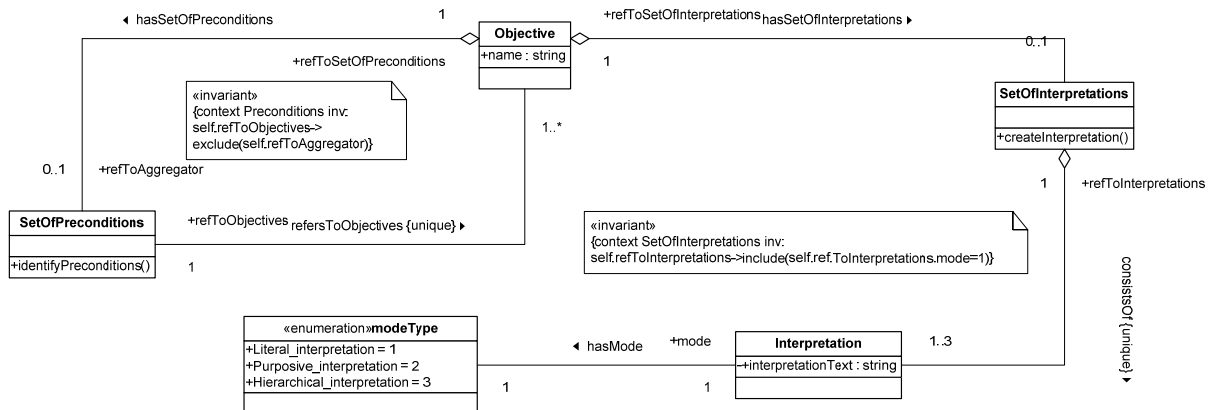 hasSetOfPreconditions
1
Objective
+name : string
+refToSetOfInterpretations
hasSetOfInterpretations
0..1
+refToSetOfPreconditions
1
«invariant»
{context Preconditions inv:
self.refToObjectives->
exclude(self.refToAggregator)}
1..*
SetOfInterpretations
+createInterpretation()
0..1
+refToAggregator
1
+refToInterpretations
SetOfPreconditions
+identifyPreconditions()
+refToObjectives
refersToObjectives {unique}
1
«invariant»
{context SetOfInterpretations inv:
self.refToInterpretations->include(self.ref.ToInterpretations.mode=1)}
consistsOf {unique}
«enumeration»modeType
+Literal_interpretation = 1
+Purposive_interpretation = 2
+Hierarchical_interpretation = 3
hasMode
+mode
1
1
Interpretation
+interpretationText : string
1..3